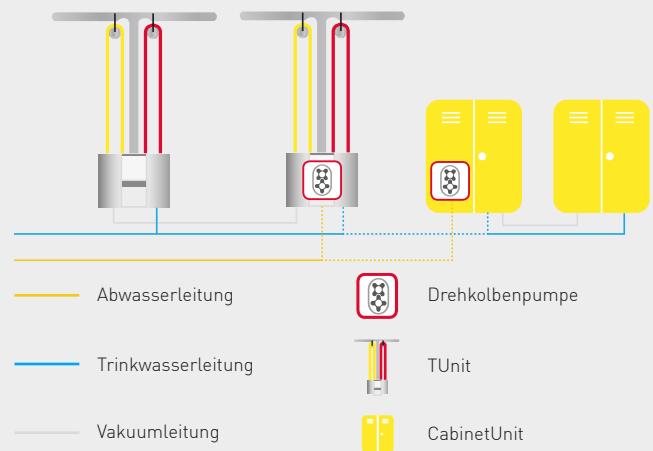 Abwasserleitung
Drehkolbenpumpe
Trinkwasserleitung
TUnit
Vakuumleitung
CabinetUnit